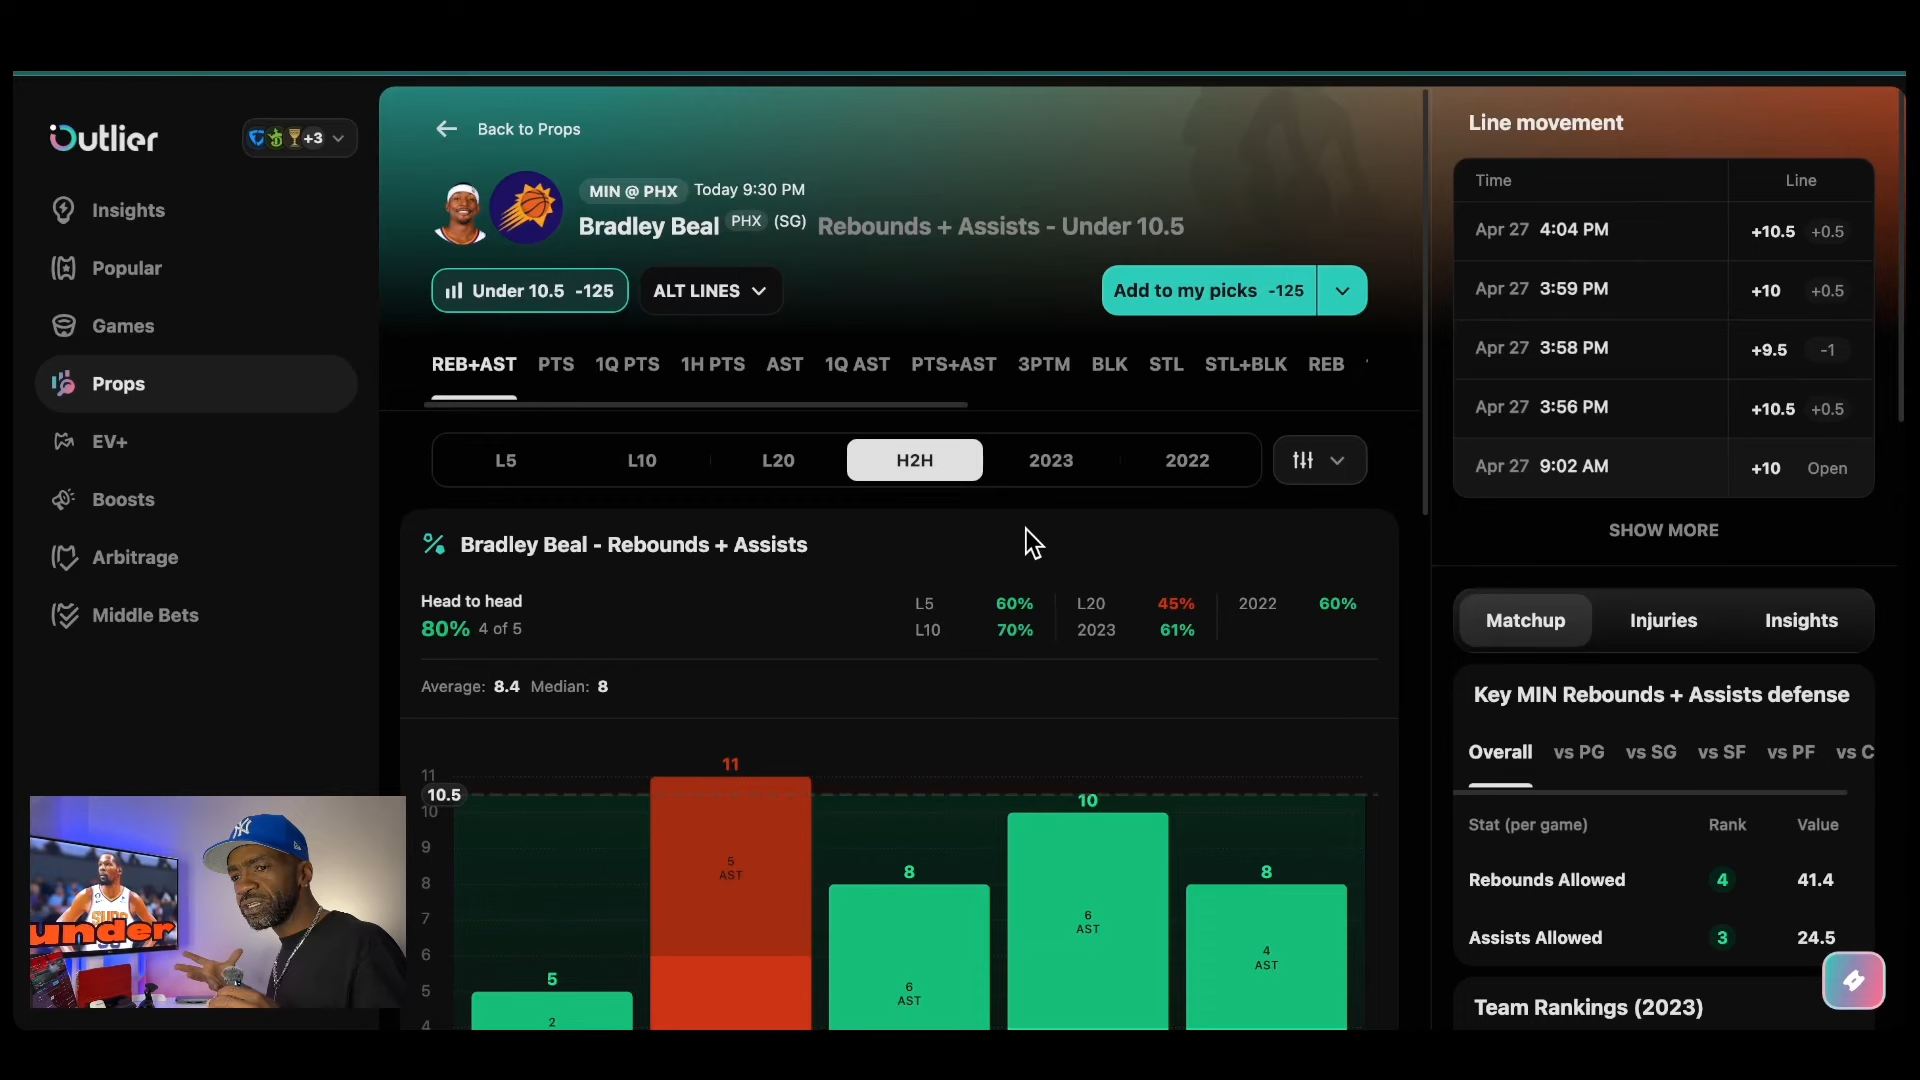 Outlier
+3
Insights
Popular
Games
Props
EV+
Boosts
Arbitrage
Middle Bets
Back to Props
MIN @ PHX Today 9:30 PM
Bradley Beal PHX (SG) Rebounds + Assists - Under 10.5
Under 10.5 -125
ALT LINES
Add to my picks -125
REB+AST PTS 1Q PTS 1H PTS AST 1Q AST PTS+AST 3PTM BLK STL STL+BLK REB
L5 L10 L20 H2H 2023 2022
Bradley Beal - Rebounds + Assists
Head to head
80% 4 of 5
L5 60% L20 45% 2022 60%
L10 70% 2023 61%
Average: 8.4 Median: 8
11
10.5
10
9
8
7
6
5
4
5
2
11
5
AST
8
6
AST
10
6
AST
8
4
AST
Line movement
Time Line
Apr 27 4:04 PM +10.5 +0.5
Apr 27 3:59 PM +10 +0.5
Apr 27 3:58 PM +9.5 -1
Apr 27 3:56 PM +10.5 +0.5
Apr 27 9:02 AM +10 Open
SHOW MORE
Matchup Injuries Insights
Key MIN Rebounds + Assists defense
Overall vs PG vs SG vs SF vs PF vs C
Stat (per game) Rank Value
Rebounds Allowed 4 41.4
Assists Allowed 3 24.5
Team Rankings (2023)
SUNS
under